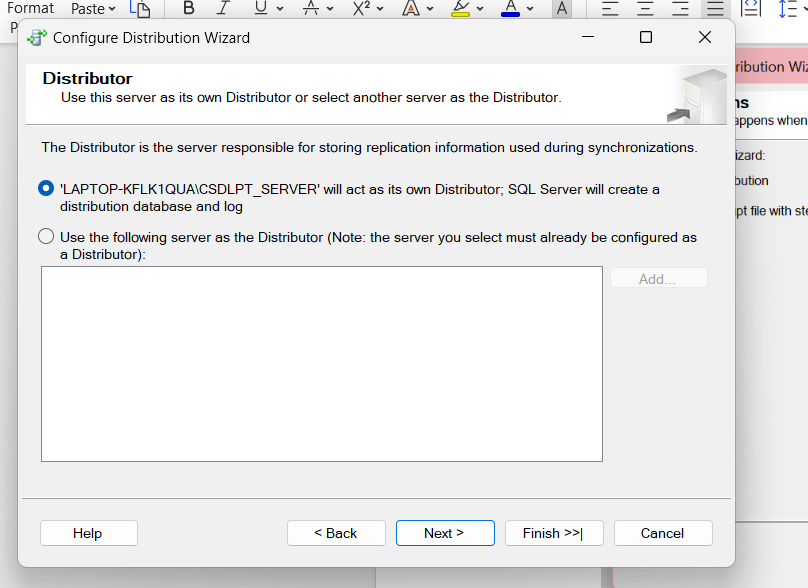 Format Paste B I U X² A A A
Configure Distribution Wizard
ribution Wiz
Distributor
Use this server as its own Distributor or select another server as the Distributor.
ns
appens when
The Distributor is the server responsible for storing replication information used during synchronizations.
izard:
'LAPTOP-KFLK1QUA\CSDLPT_SERVER' will act as its own Distributor; SQL Server will create a
distribution database and log
bution
ipt file with ste
Use the following server as the Distributor (Note: the server you select must already be configured as
a Distributor):
Add...
Help
< Back
Next >
Finish >>|
Cancel